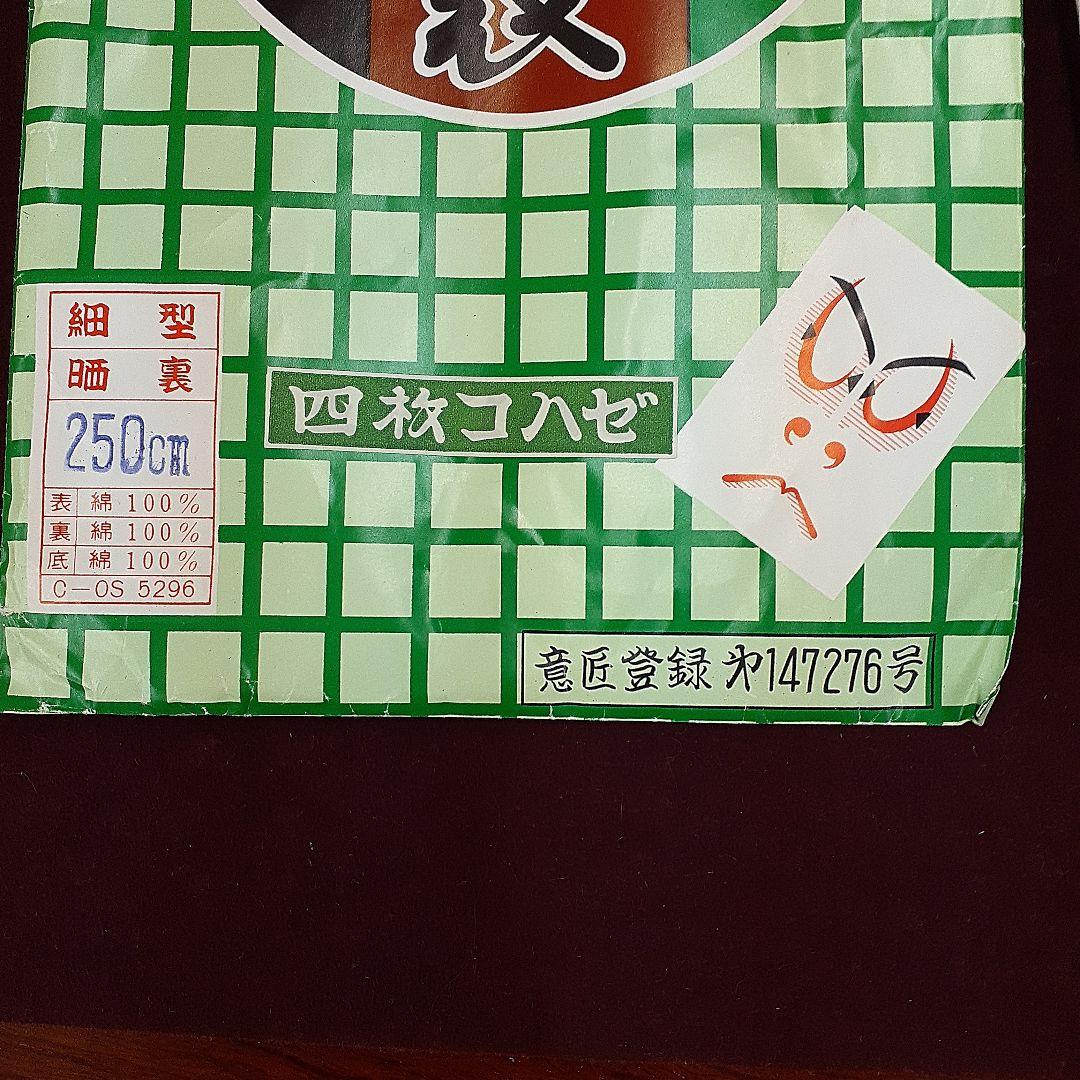 細型
晒裏
250cm
表 綿 100%
裏 綿 100%
底 綿 100%
C-OS 5296
四枚コハゼ
意匠登録 第147276号